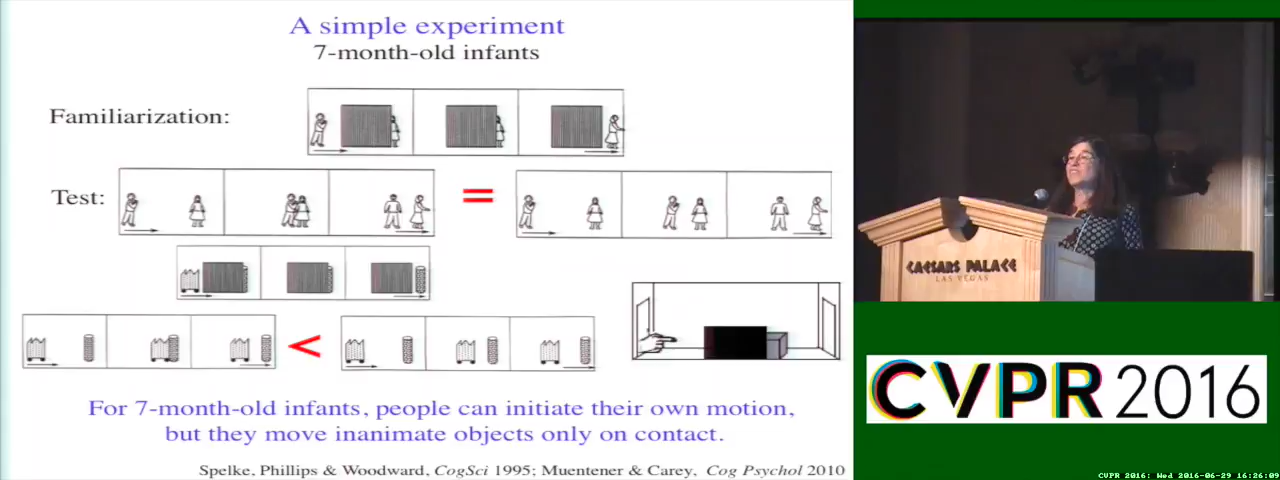 A simple experiment
7-month-old infants
Familiarization:
Test:
=
<
For 7-month-old infants, people can initiate their own motion,
but they move inanimate objects only on contact.
Spelke, Phillips & Woodward, CogSci 1995; Muentener & Carey, Cog Psychol 2010
CAESARS PALACE
LAS VEGAS
CVPR 2016
CVPR 2016: Wed 2016-06-29 16:26:09